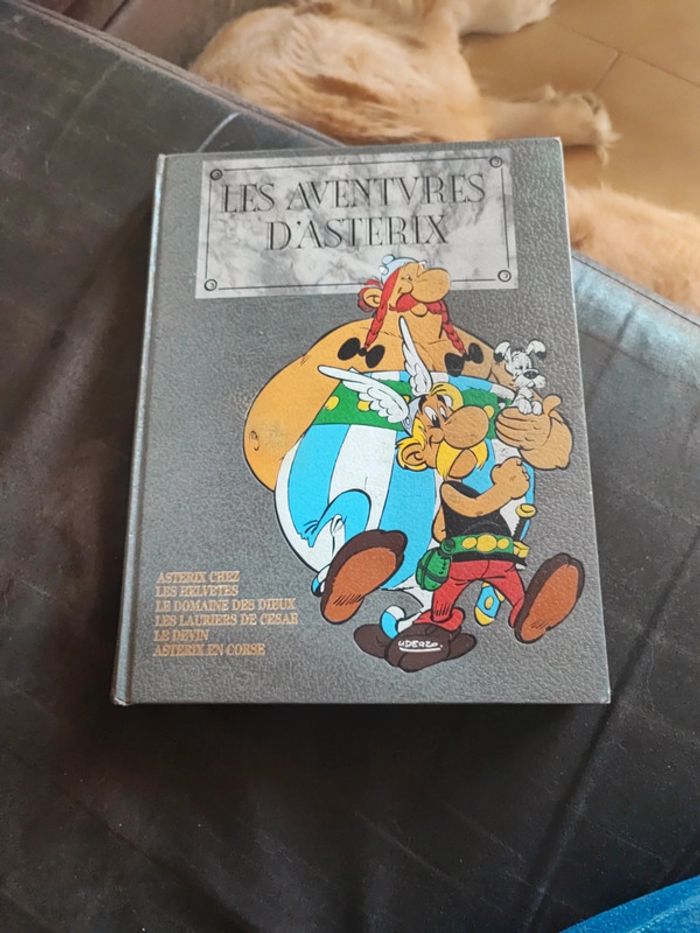 LES AVENTVRES
D'ASTERIX
ASTERIX CHEZ
LES HELVETES
LE DOMAINE DES DIEUX
LES LAURIERS DE CESAR
LE DEVIN
ASTERIX EN CORSE
UDERZO.